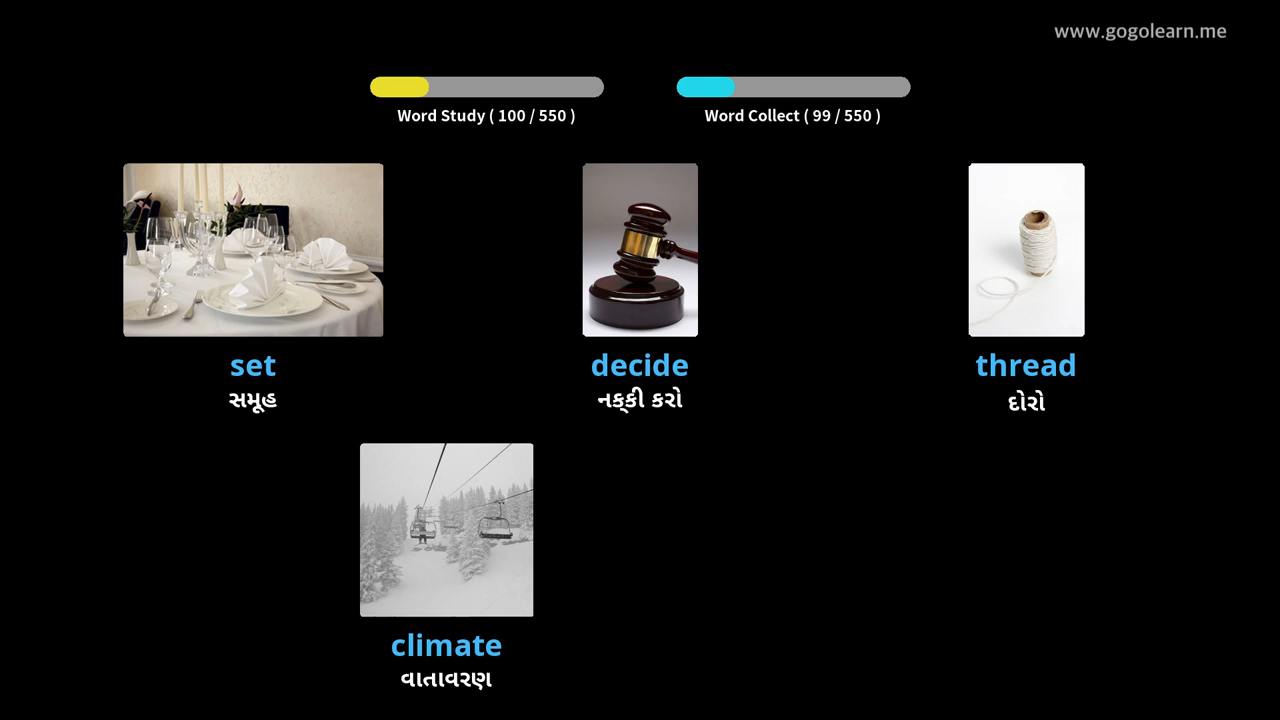 www.gogolearn.me
Word Study ( 100 / 550 )
Word Collect ( 99 / 550 )
set
સમૂહ
decide
નક્કી કરો
thread
દોરો
climate
વાતાવરણ